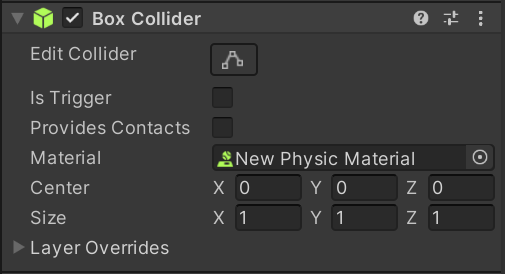 Box Collider
Edit Collider
Is Trigger
Provides Contacts
Material New Physic Material
Center X 0 Y 0 Z 0
Size X 1 Y 1 Z 1
Layer Overrides